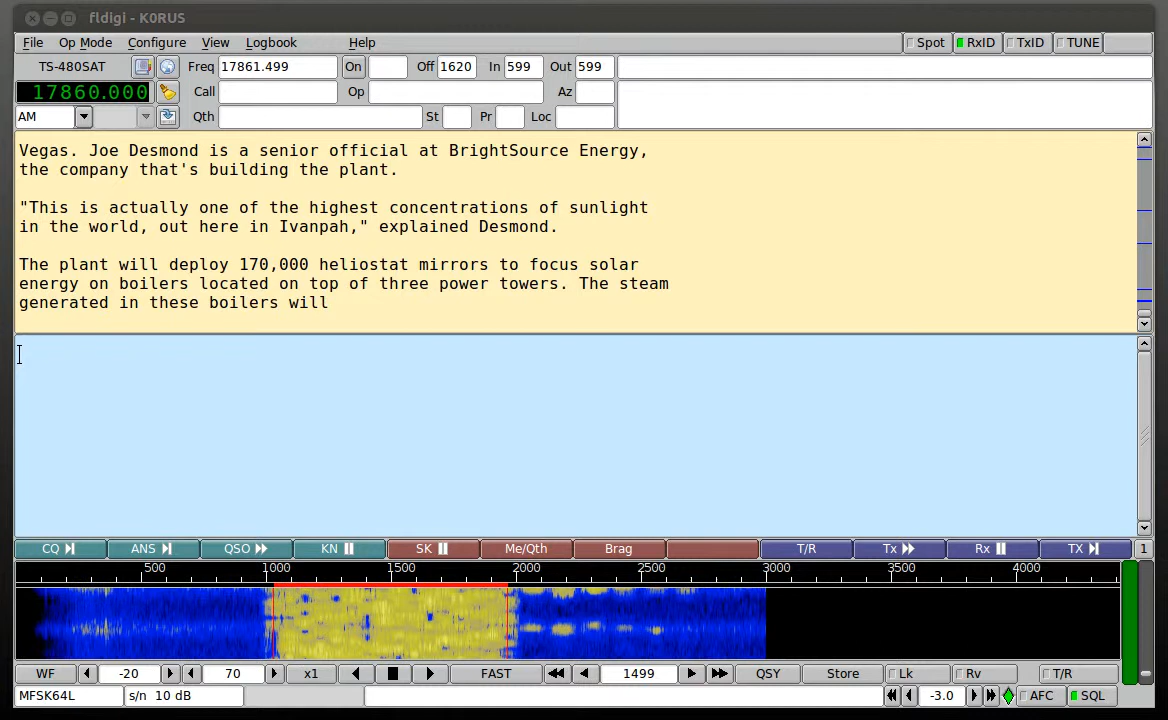 fldigi - K0RUS
File Op Mode Configure View Logbook Help Spot RxID TxID TUNE
TS-480SAT Freq 17861.499 On Off 1620 In 599 Out 599
17860.000 Call Op Az
AM Qth St Pr Loc
Vegas. Joe Desmond is a senior official at BrightSource Energy,
the company that's building the plant.
"This is actually one of the highest concentrations of sunlight
in the world, out here in Ivanpah," explained Desmond.
The plant will deploy 170,000 heliostat mirrors to focus solar
energy on boilers located on top of three power towers. The steam
generated in these boilers will
CQ ANS QSO KN SK Me/Qth Brag T/R Tx Rx TX 1
500 1000 1500 2000 2500 3000 3500 4000
WF -20 70 x1 FAST 1499 QSY Store Lk Rv T/R
MFSK64L s/n 10 dB -3.0 AFC SQL